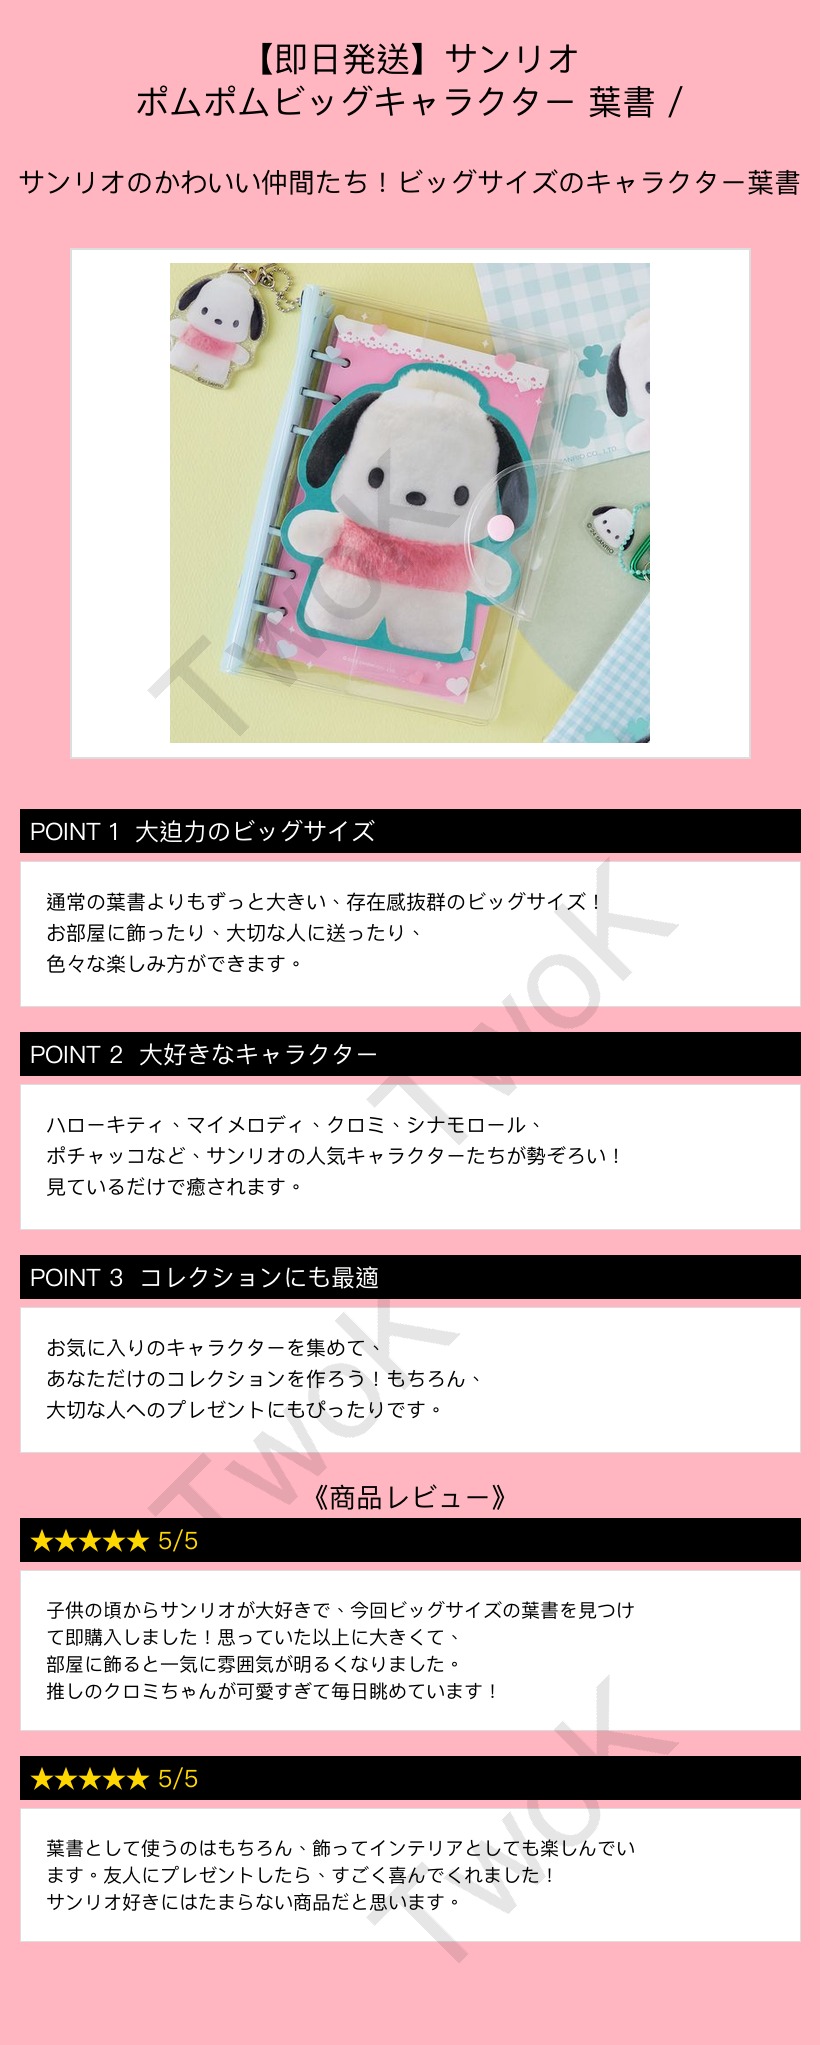 【即日発送】サンリオ
ポムポムビッグキャラクター 葉書 /
サンリオのかわいい仲間たち！ビッグサイズのキャラクター葉書
TwoK
POINT 1 大迫力のビッグサイズ
通常の葉書よりもずっと大きい、存在感抜群のビッグサイズ！
お部屋に飾ったり、大切な人に送ったり、
色々な楽しみ方ができます。
TwoK
POINT 2 大好きなキャラクター
ハローキティ、マイメロディ、クロミ、シナモロール、
ポチャッコなど、サンリオの人気キャラクターたちが勢ぞろい！
見ているだけで癒されます。
POINT 3 コレクションにも最適
お気に入りのキャラクターを集めて、
あなただけのコレクションを作ろう！もちろん、
大切な人へのプレゼントにもぴったりです。
TwoK
《商品レビュー》
★★★★★ 5/5
子供の頃からサンリオが大好きで、今回ビッグサイズの葉書を見つけ
て即購入しました！思っていた以上に大きくて、
部屋に飾ると一気に雰囲気が明るくなりました。
推しのクロミちゃんが可愛すぎて毎日眺めています！
★★★★★ 5/5
葉書として使うのはもちろん、飾ってインテリアとしても楽しんでい
ます。友人にプレゼントしたら、すごく喜んでくれました！
サンリオ好きにはたまらない商品だと思います。
TwoK